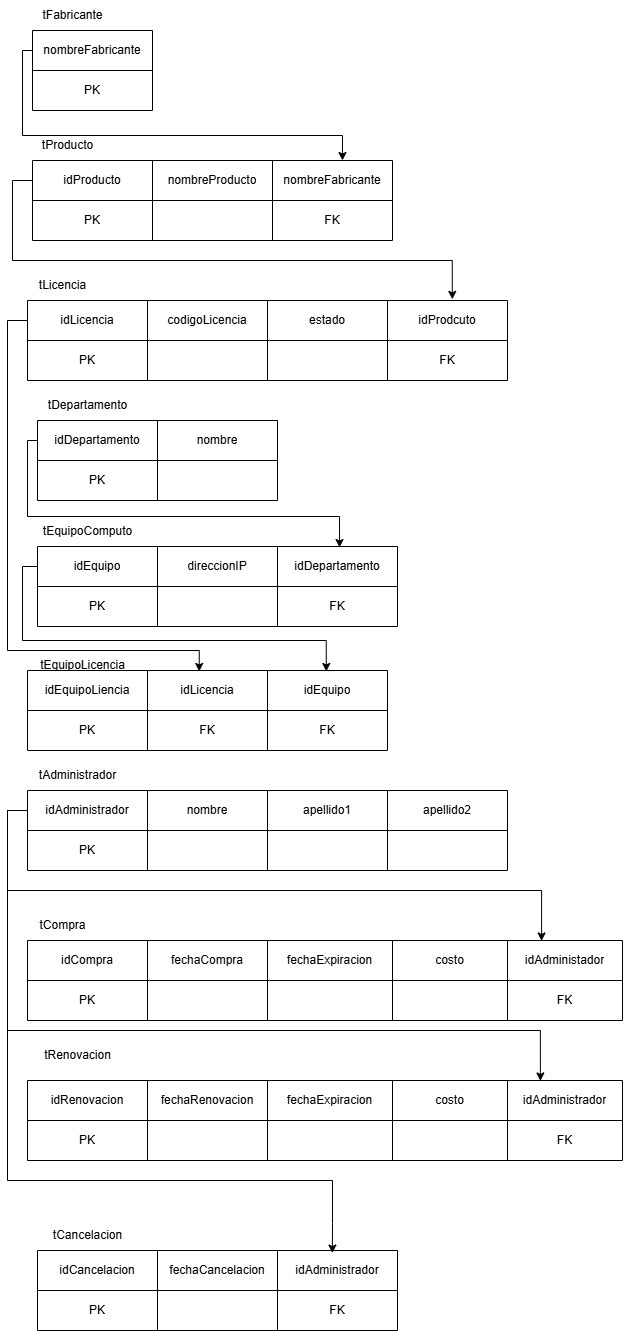 tFabricante
nombreFabricante
PK
tProducto
idProducto nombreProducto nombreFabricante
PK FK
tLicencia
idLicencia codigoLicencia estado idProdcuto
PK FK
tDepartamento
idDepartamento nombre
PK
tEquipoComputo
idEquipo direccionIP idDepartamento
PK FK
tEquipoLicencia
idEquipoLiencia idLicencia idEquipo
PK FK FK
tAdministrador
idAdministrador nombre apellido1 apellido2
PK
tCompra
idCompra fechaCompra fechaExpiracion costo idAdministador
PK FK
tRenovacion
idRenovacion fechaRenovacion fechaExpiracion costo idAdministrador
PK FK
tCancelacion
idCancelacion fechaCancelacion idAdministrador
PK FK